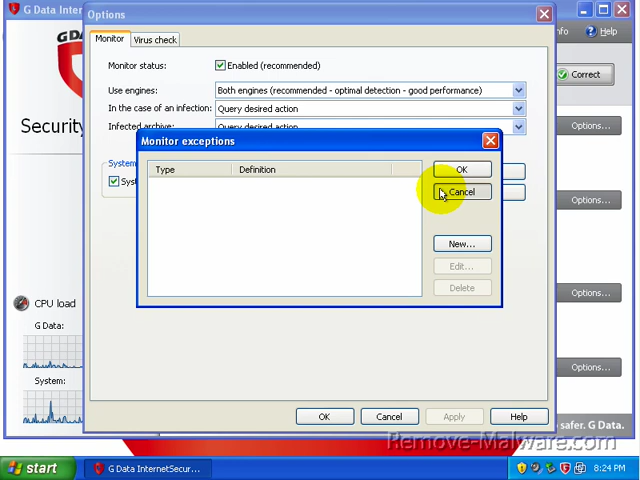 G Data Intern
Options
nfo
Help
Monitor
Virus check
GDA
Monitor status:
Enabled (recommended)
Correct
Use engines:
Both engines (recommended - optimal detection - good performance)
In the case of an infection:
Query desired action
Security
Infected archive:
Query desired action
Options...
Monitor exceptions
System
Type
Definition
OK
Syst
Cancel
Options...
New...
Edit...
Delete
CPU load
Options...
G Data:
Options...
System:
OK
Cancel
Apply
Help
safer. G Data.
Remove-Malware.com
start
G Data InternetSecur...
8:24 PM